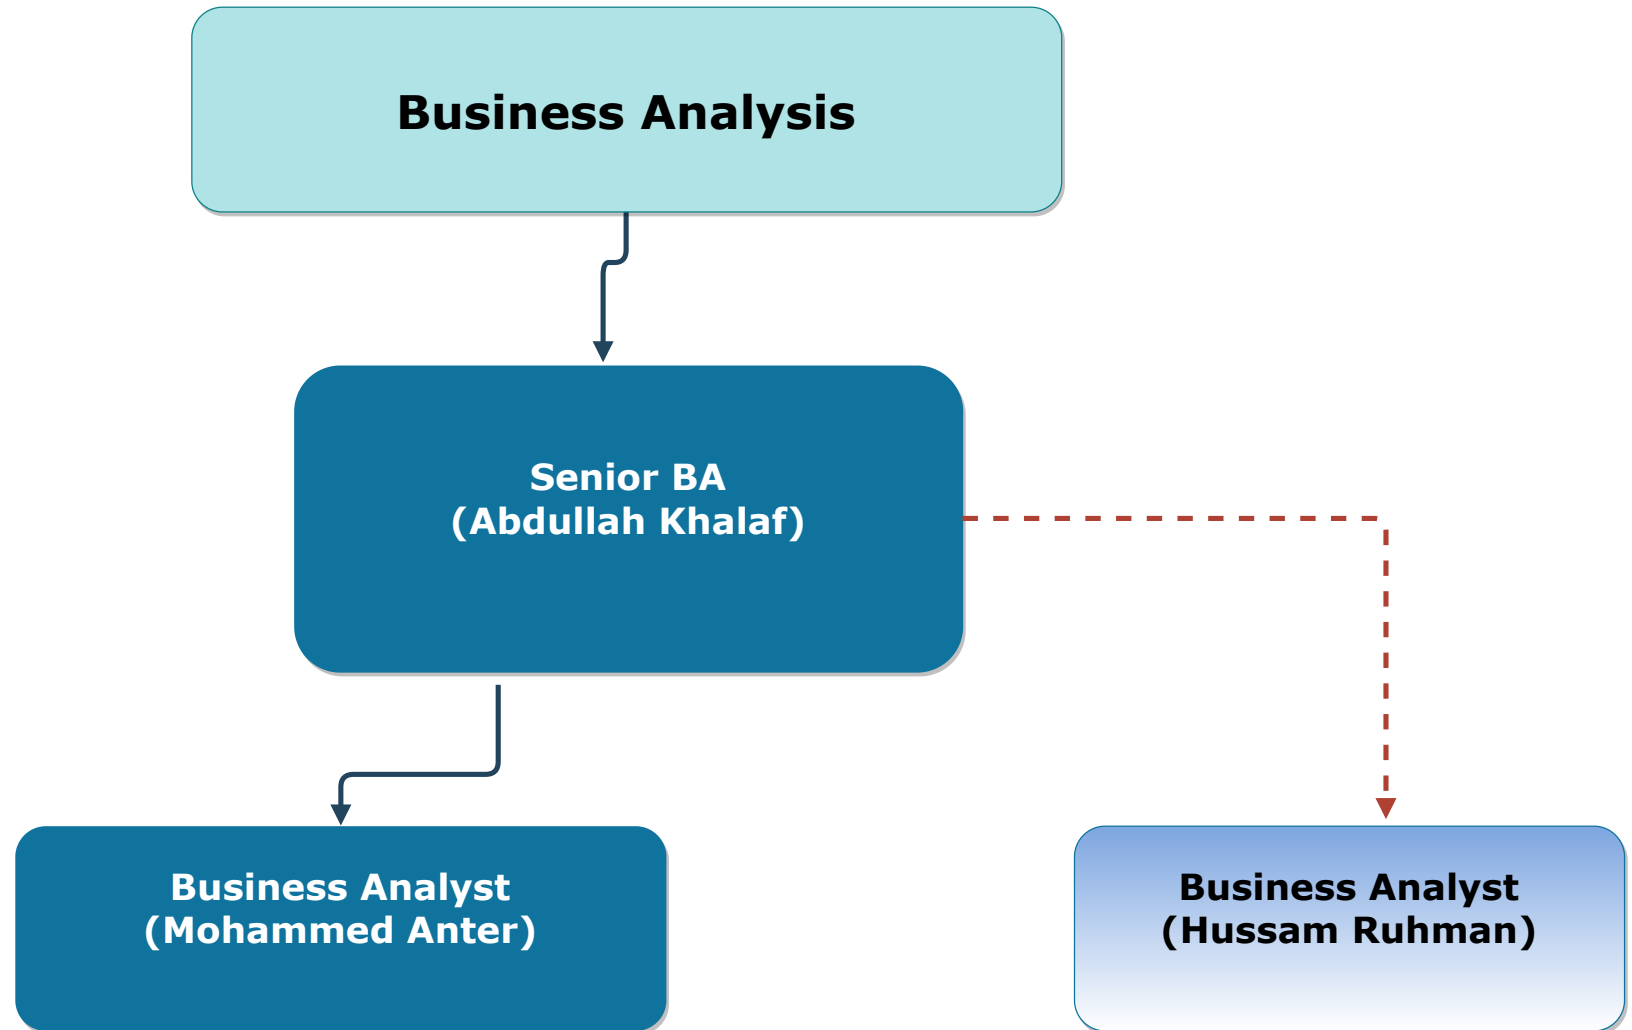 Business Analysis
Senior BA
(Abdullah Khalaf)
Business Analyst
(Mohammed Anter)
Business Analyst
(Hussam Ruhman)